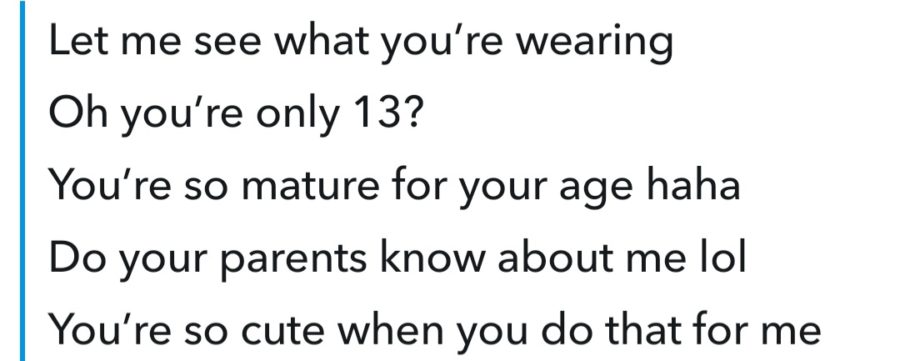 Let me see what you're wearing
Oh you're only 13?
You're so mature for your age haha
Do your parents know about me lol
You're so cute when you do that for me